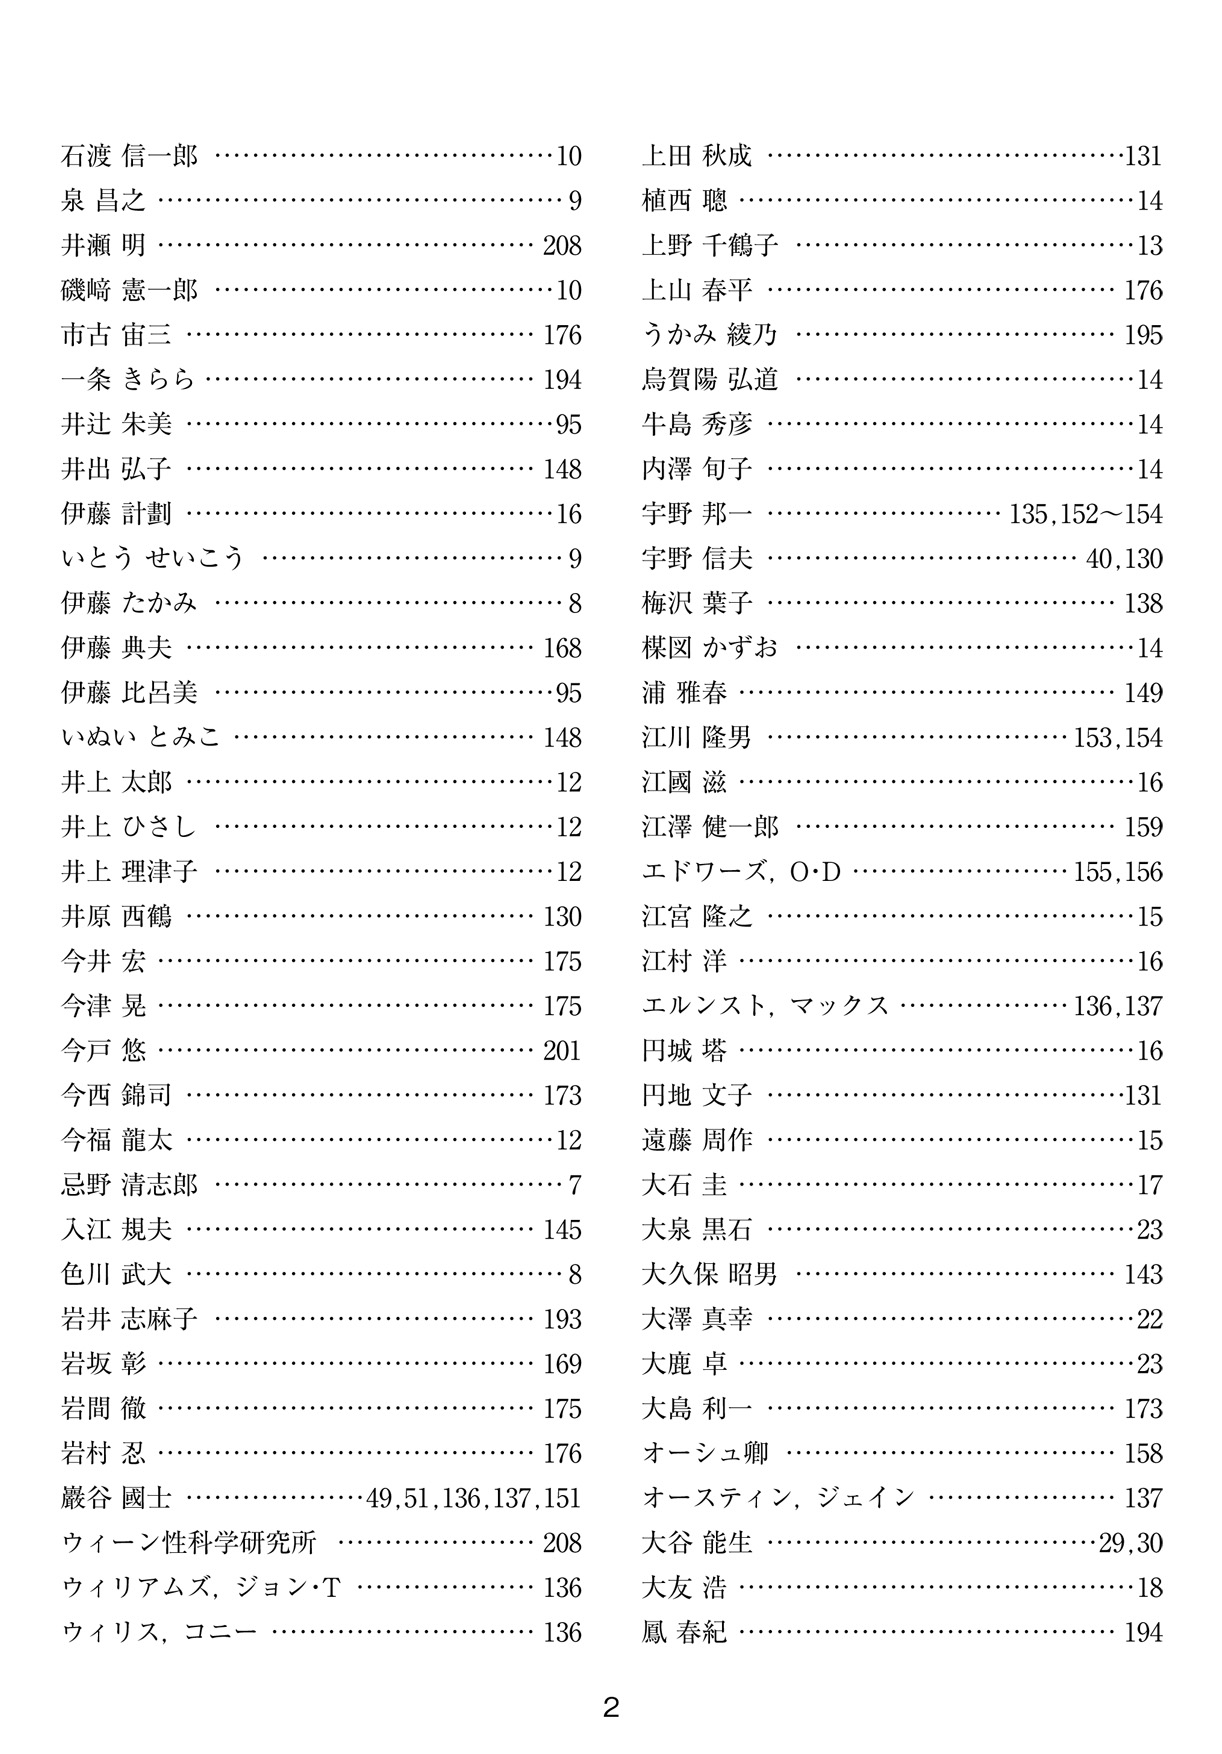 石渡 信一郎 …………………………………10
泉 昌之 ……………………………………… 9
井瀬 明 …………………………………… 208
磯﨑 憲一郎 …………………………………10
市古 宙三 ………………………………… 176
一条 きらら ……………………………… 194
井辻 朱美 ……………………………………95
井出 弘子 ………………………………… 148
伊藤 計劃 ……………………………………16
いとう せいこう …………………………… 9
伊藤 たかみ ………………………………… 8
伊藤 典夫 ………………………………… 168
伊藤 比呂美 …………………………………95
いぬい とみこ …………………………… 148
井上 太郎 ……………………………………12
井上 ひさし …………………………………12
井上 理津子 …………………………………12
井原 西鶴 ………………………………… 130
今井 宏 …………………………………… 175
今津 晃 …………………………………… 175
今戸 悠 …………………………………… 201
今西 錦司 ………………………………… 173
今福 龍太 ……………………………………12
忌野 清志郎 ………………………………… 7
入江 規夫 ………………………………… 145
色川 武大 …………………………………… 8
岩井 志麻子 ……………………………… 193
岩坂 彰 …………………………………… 169
岩間 徹 …………………………………… 175
岩村 忍 …………………………………… 176
巖谷 國士 …………………49,51,136,137,151
ウィーン性科学研究所 ………………… 208
ウィリアムズ, ジョン・T ……………… 136
ウィリス, コニー ……………………… 136
上田 秋成 …………………………………131
植西 聰 ………………………………………14
上野 千鶴子 …………………………………13
上山 春平 ………………………………… 176
うかみ 綾乃 ……………………………… 195
烏賀陽 弘道 …………………………………14
牛島 秀彦 ……………………………………14
内澤 旬子 ……………………………………14
宇野 邦一 …………………… 135,152〜154
宇野 信夫 …………………………… 40,130
梅沢 葉子 ………………………………… 138
楳図 かずお …………………………………14
浦 雅春 …………………………………… 149
江川 隆男 …………………………… 153,154
江國 滋 ………………………………………16
江澤 健一郎 ……………………………… 159
エドワーズ, O・D …………………… 155,156
江宮 隆之 ……………………………………15
江村 洋 ………………………………………16
エルンスト, マックス ……………… 136,137
円城 塔 ………………………………………16
円地 文子 …………………………………131
遠藤 周作 ……………………………………15
大石 圭 ………………………………………17
大泉 黒石 ……………………………………23
大久保 昭男 ……………………………… 143
大澤 真幸 ……………………………………22
大鹿 卓 ………………………………………23
大島 利一 ………………………………… 173
オーシュ卿 ……………………………… 158
オースティン, ジェイン ……………… 137
大谷 能生 ………………………………29,30
大友 浩 ………………………………………18
鳳 春紀 …………………………………… 194
2